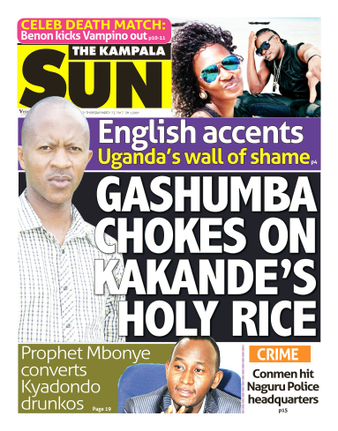 CELEB DEATH MATCH:
Benon kicks Vampino out p10-11
THE KAMPALA
SUN
English accents
Uganda's wall of shame p4
GASHUMBA
CHOKES ON
KAKANDE'S
HOLY RICE
Prophet Mbonye
converts
Kyadondo
drunkos Page 19
CRIME
Conmen hit
Naguru Police
headquarters
p15